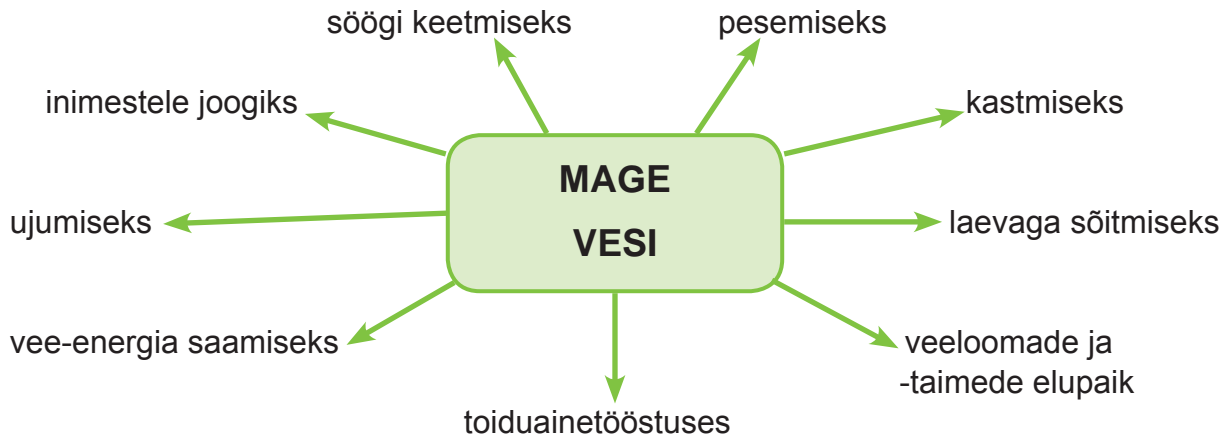 söögi keetmiseks
pesemiseks
inimestele joogiks
kastmiseks
MAGE
VESI
ujumiseks
laevaga sõitmiseks
vee-energia saamiseks
veeloomade ja
-taimede elupaik
toiduainetööstuses